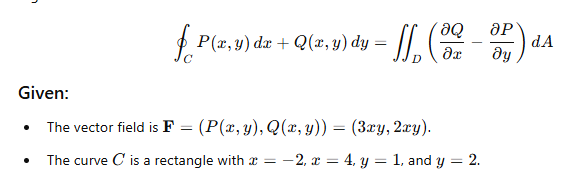 ∮_C P(x, y) dx + Q(x, y) dy = ∬_D (∂Q/∂x − ∂P/∂y) dA
Given:
• The vector field is F = (P(x, y), Q(x, y)) = (3xy, 2xy).
• The curve C is a rectangle with x = −2, x = 4, y = 1, and y = 2.